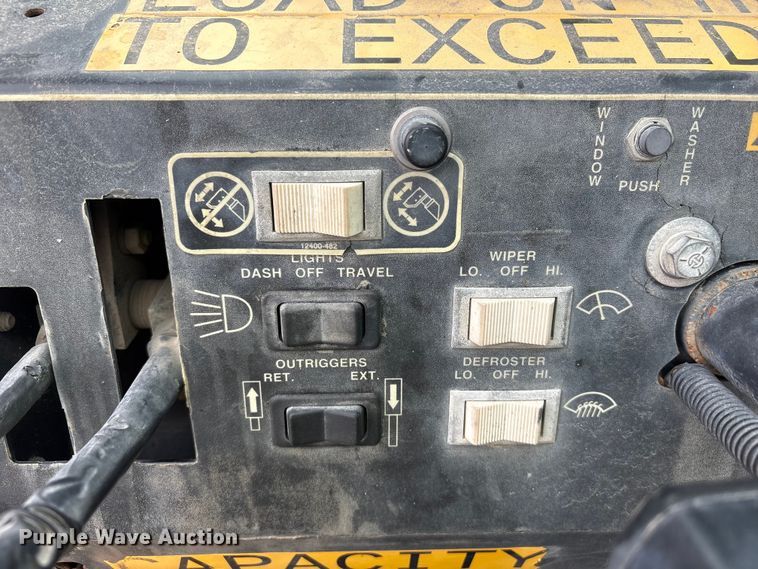 TO EXCEED
WINDOW WASHER
PUSH
12400-482
LIGHTS
DASH OFF TRAVEL
WIPER
LO. OFF HI.
OUTRIGGERS
RET. EXT.
DEFROSTER
LO. OFF HI.
CAPACITY
Purple Wave Auction